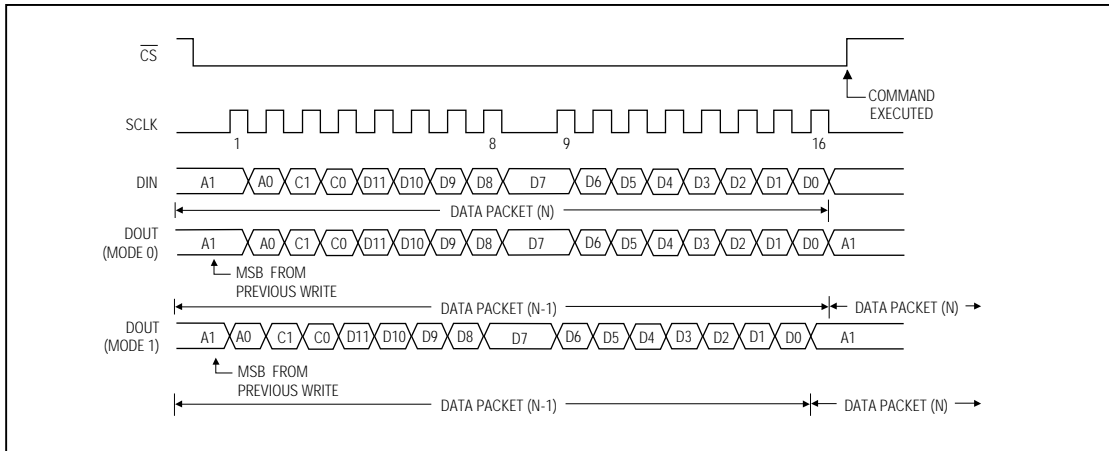 CS
COMMAND
EXECUTED
SCLK
1 8 9 16
DIN
A1 A0 C1 C0 D11 D10 D9 D8 D7 D6 D5 D4 D3 D2 D1 D0
DATA PACKET (N)
DOUT
(MODE 0)
A1 A0 C1 C0 D11 D10 D9 D8 D7 D6 D5 D4 D3 D2 D1 D0 A1
MSB FROM
PREVIOUS WRITE
DATA PACKET (N-1) DATA PACKET (N)
DOUT
(MODE 1)
A1 A0 C1 C0 D11 D10 D9 D8 D7 D6 D5 D4 D3 D2 D1 D0 A1
MSB FROM
PREVIOUS WRITE
DATA PACKET (N-1) DATA PACKET (N)